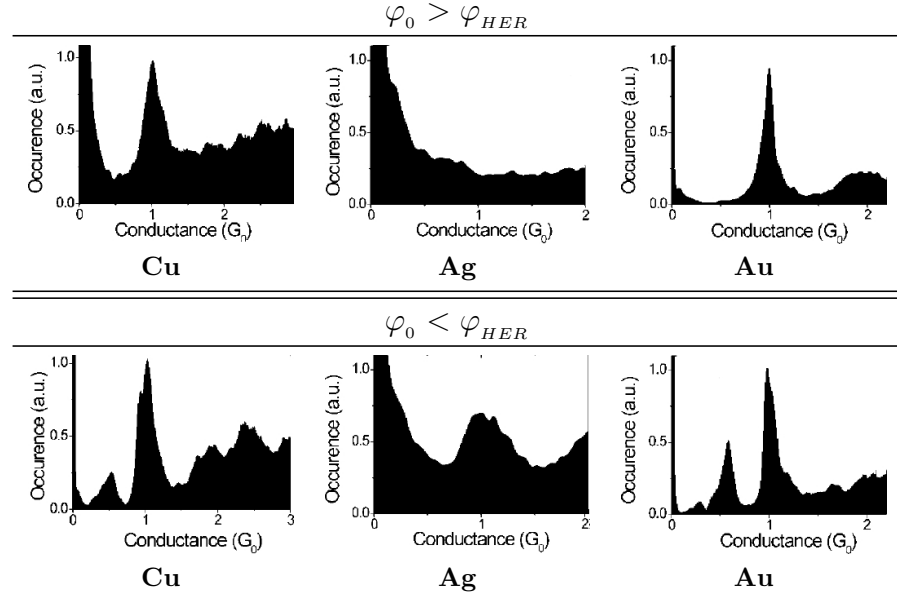 φ₀ > φ_HER
Occurence (a.u.)
1.0
0.5
0.0
0 1 2
Conductance (G₀)
Cu
Occurence (a.u.)
1.0
0.5
0.0
0 1 2
Conductance (G₀)
Ag
Occurence (a.u.)
1.0
0.5
0.0
0 1 2
Conductance (G₀)
Au
φ₀ < φ_HER
Occurence (a.u.)
1.0
0.5
0.0
0 1 2 3
Conductance (G₀)
Cu
Occurence (a.u.)
1.0
0.5
0.0
0 1 2
Conductance (G₀)
Ag
Occurence (a.u.)
1.0
0.5
0.0
0 1 2
Conductance (G₀)
Au